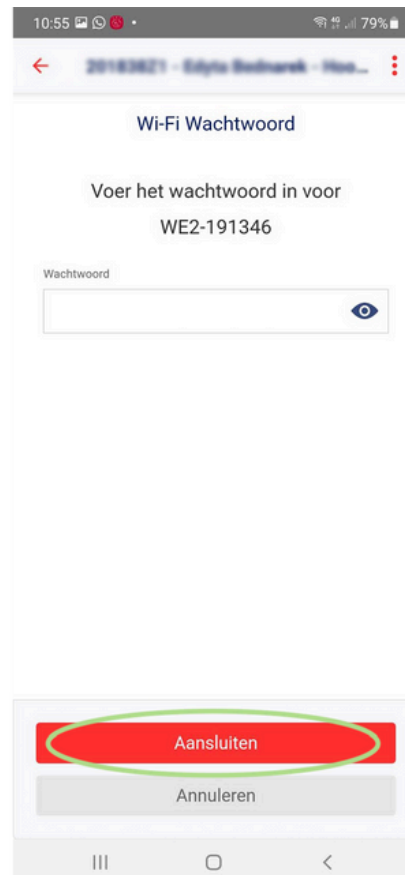 10:55
79%
Wi-Fi Wachtwoord
Voer het wachtwoord in voor
WE2-191346
Wachtwoord
Aansluiten
Annuleren